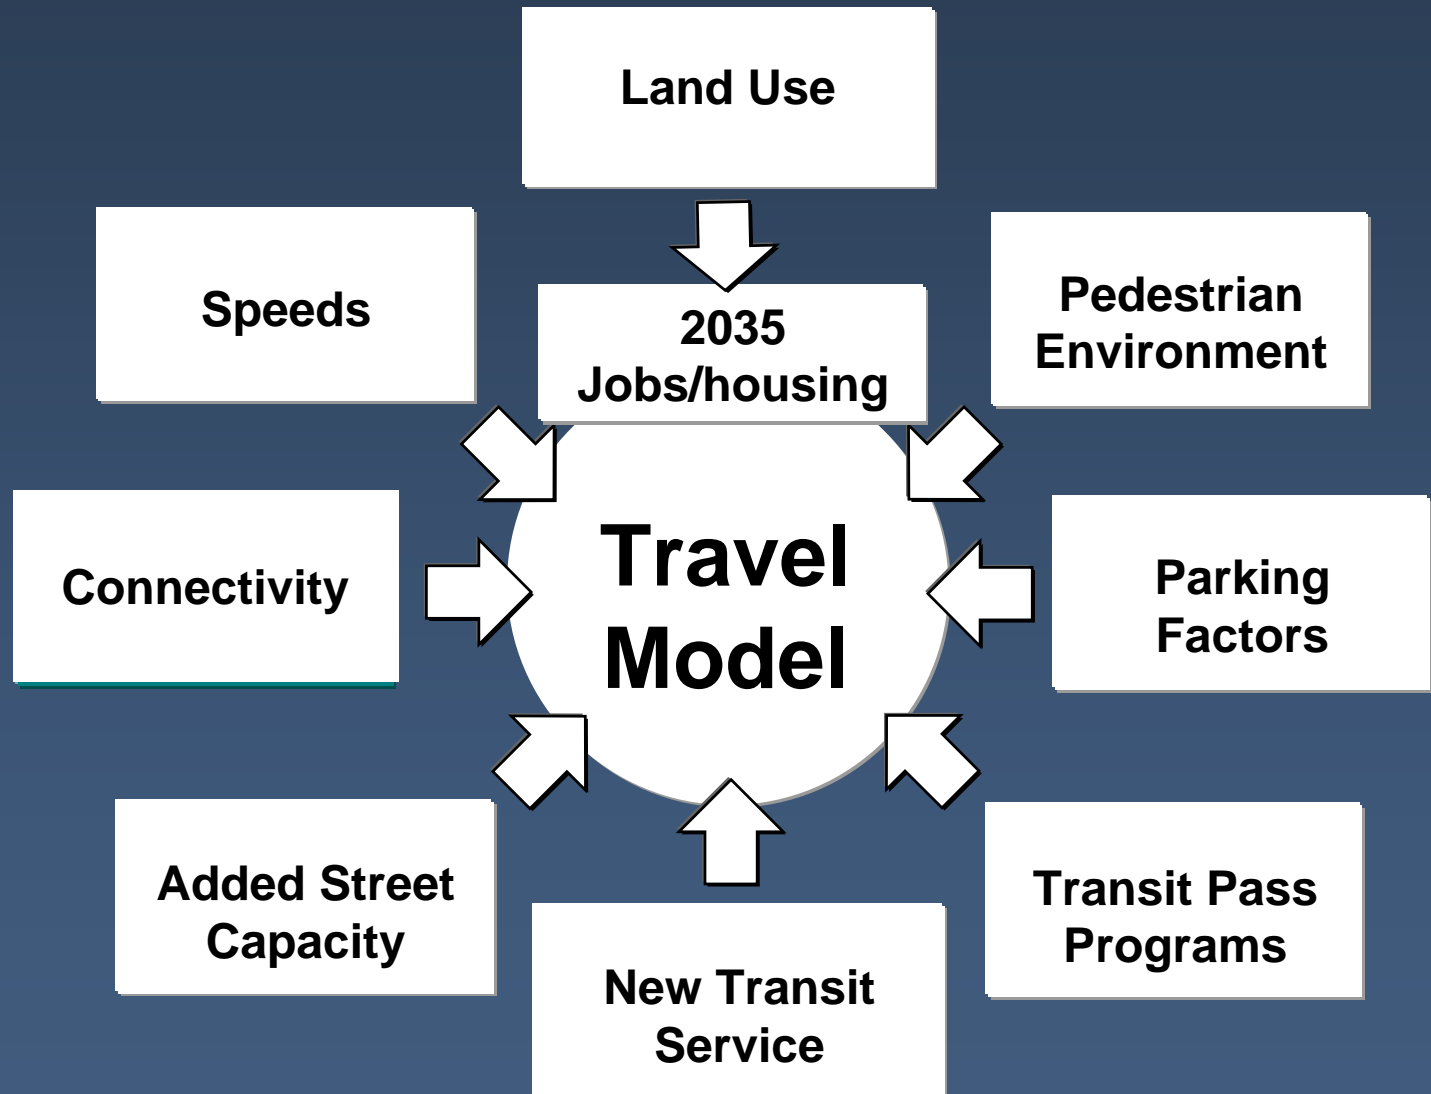 Land Use
Speeds
2035
Jobs/housing
Pedestrian
Environment
Connectivity
Travel
Model
Parking
Factors
Added Street
Capacity
New Transit
Service
Transit Pass
Programs